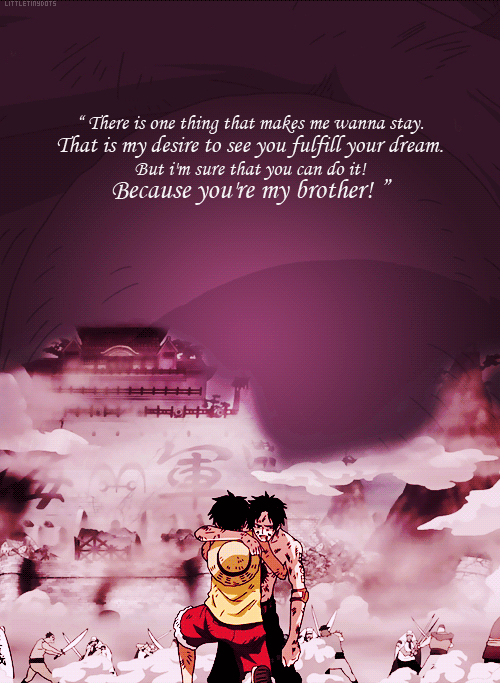 LITTLETINYDOTS
“ There is one thing that makes me wanna stay.
That is my desire to see you fulfill your dream.
But i'm sure that you can do it!
Because you're my brother! ”
軍